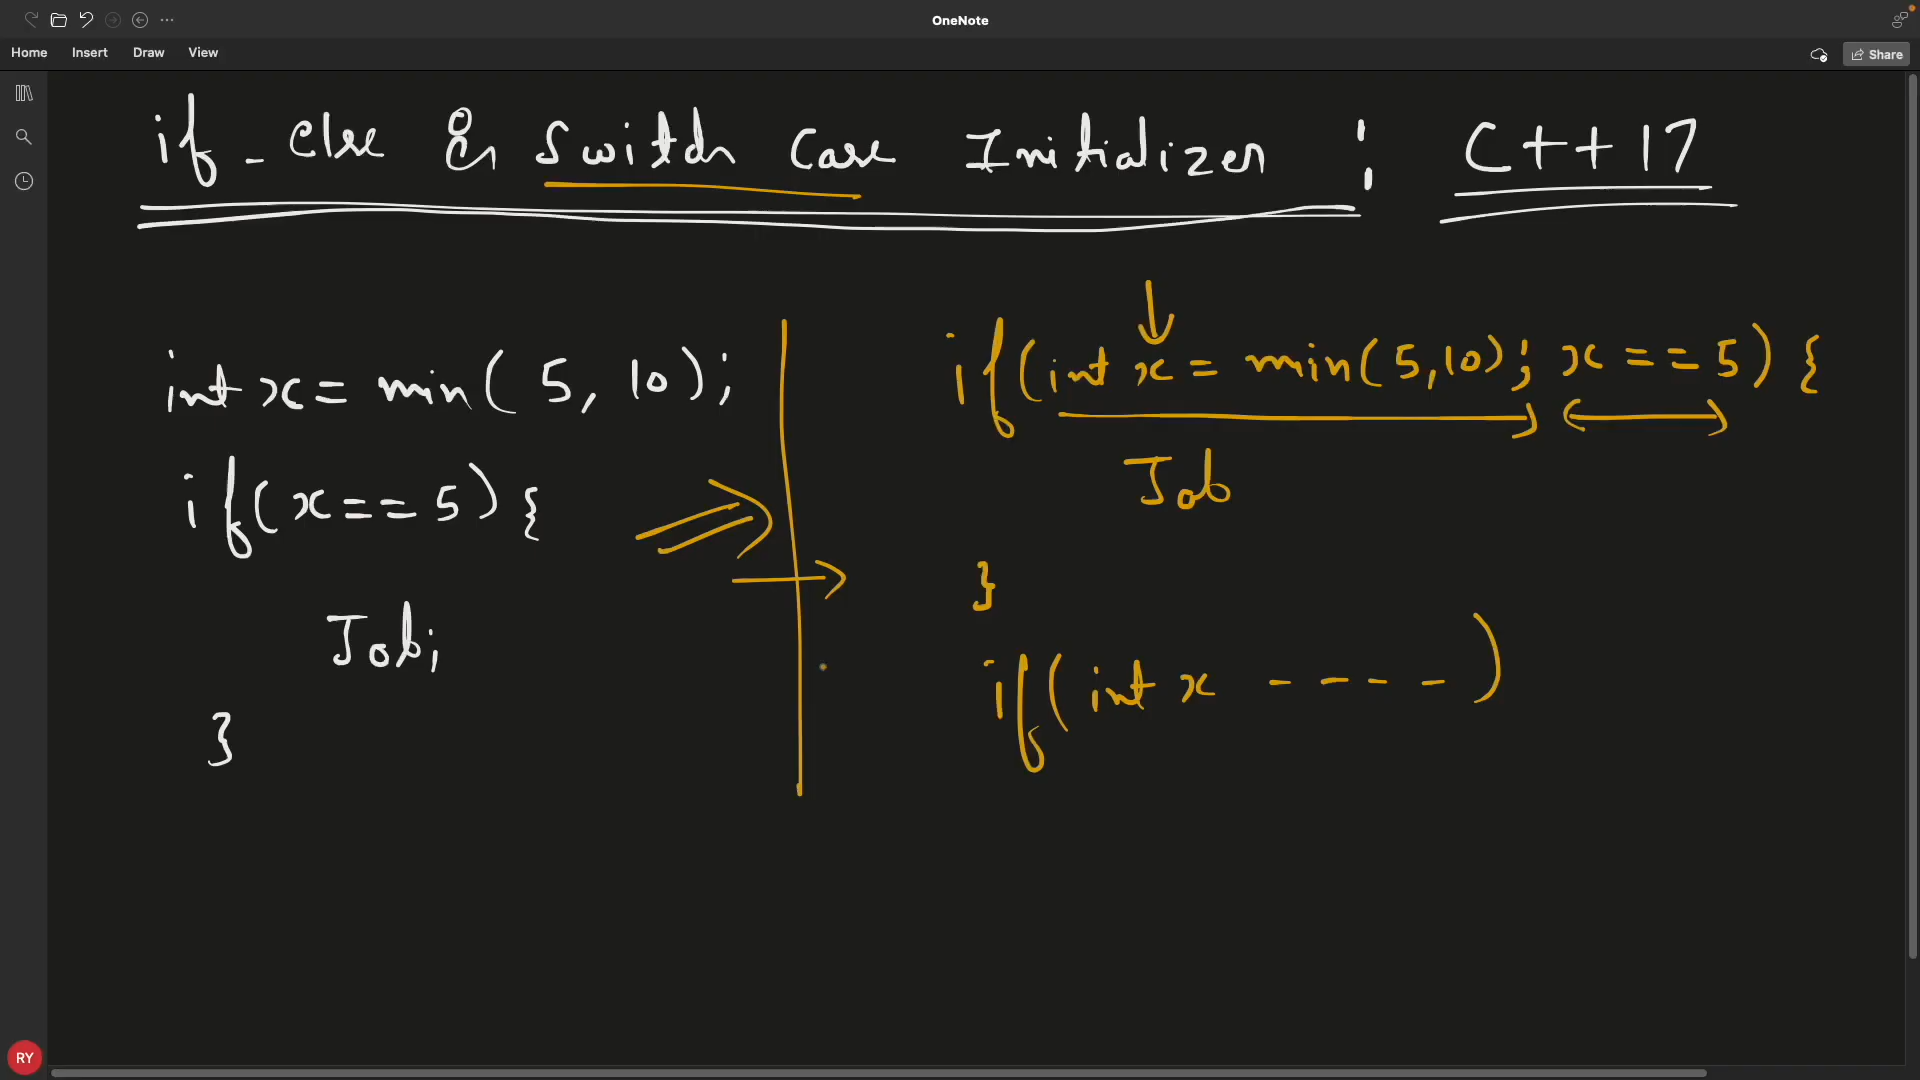 OneNote
Home Insert Draw View
Share
if-else & Switch Case Initializer : C++17
int x = min( 5, 10);
if(x==5){
Job;
}
if(int x = min(5,10); x == 5) {
Job
}
if(int x - - - - )
RY